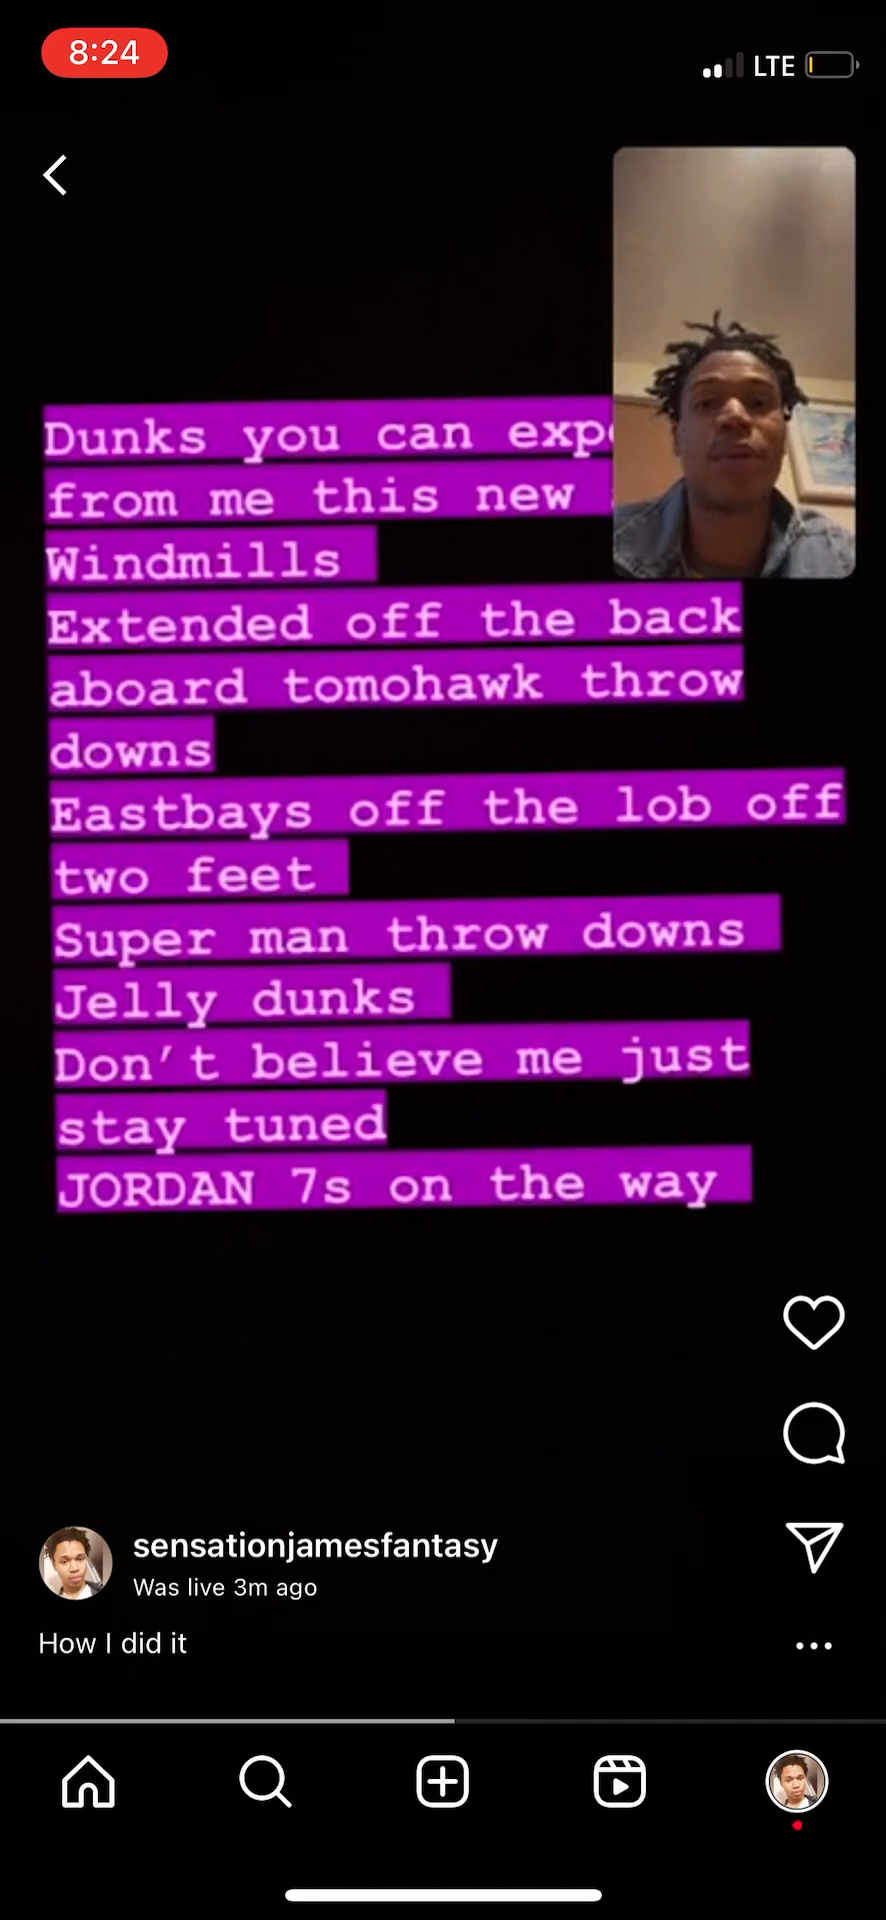 8:24
LTE
Dunks you can
from me this new
Windmills
Extended off the back
aboard tomohawk throw
downs
Eastbays off the lob off
two feet
Super man throw downs
Jelly dunks
Don't believe me just
stay tuned
JORDAN 7s on the way
sensationjamesfantasy
Was live 3m ago
How I did it